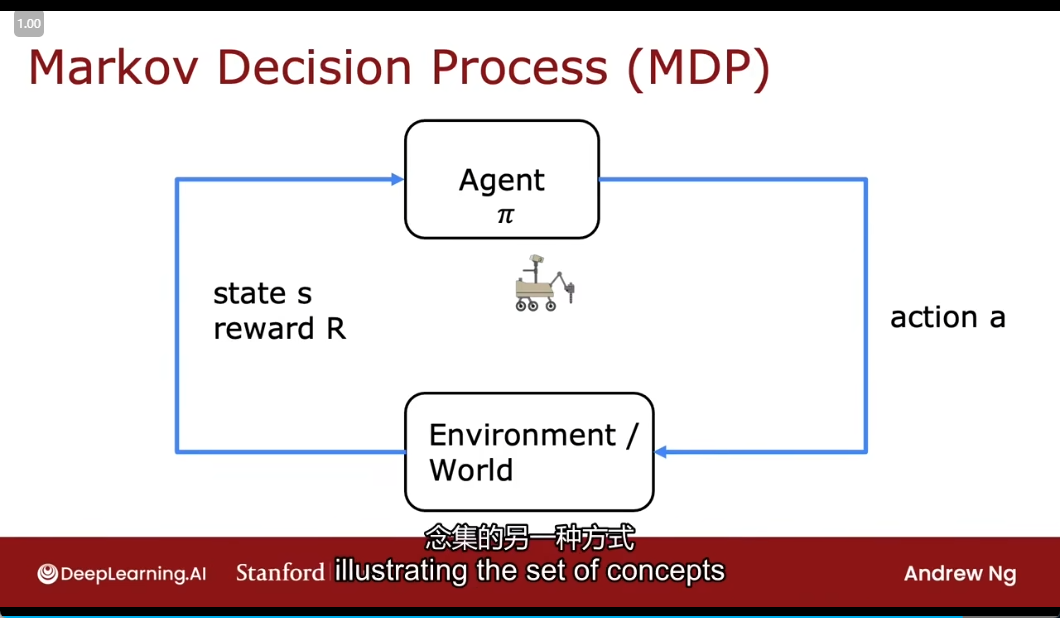 1.00
Markov Decision Process (MDP)
Agent
π
state s
reward R
action a
Environment /
World
念集的另一种方式
DeepLearning.AI
Stanford
illustrating the set of concepts
Andrew Ng